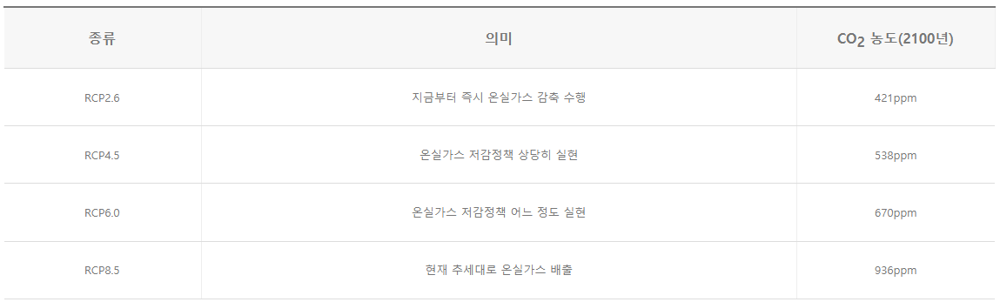 종류 의미 CO2 농도(2100년)
RCP2.6 지금부터 즉시 온실가스 감축 수행 421ppm
RCP4.5 온실가스 저감정책 상당히 실현 538ppm
RCP6.0 온실가스 저감정책 어느 정도 실현 670ppm
RCP8.5 현재 추세대로 온실가스 배출 936ppm